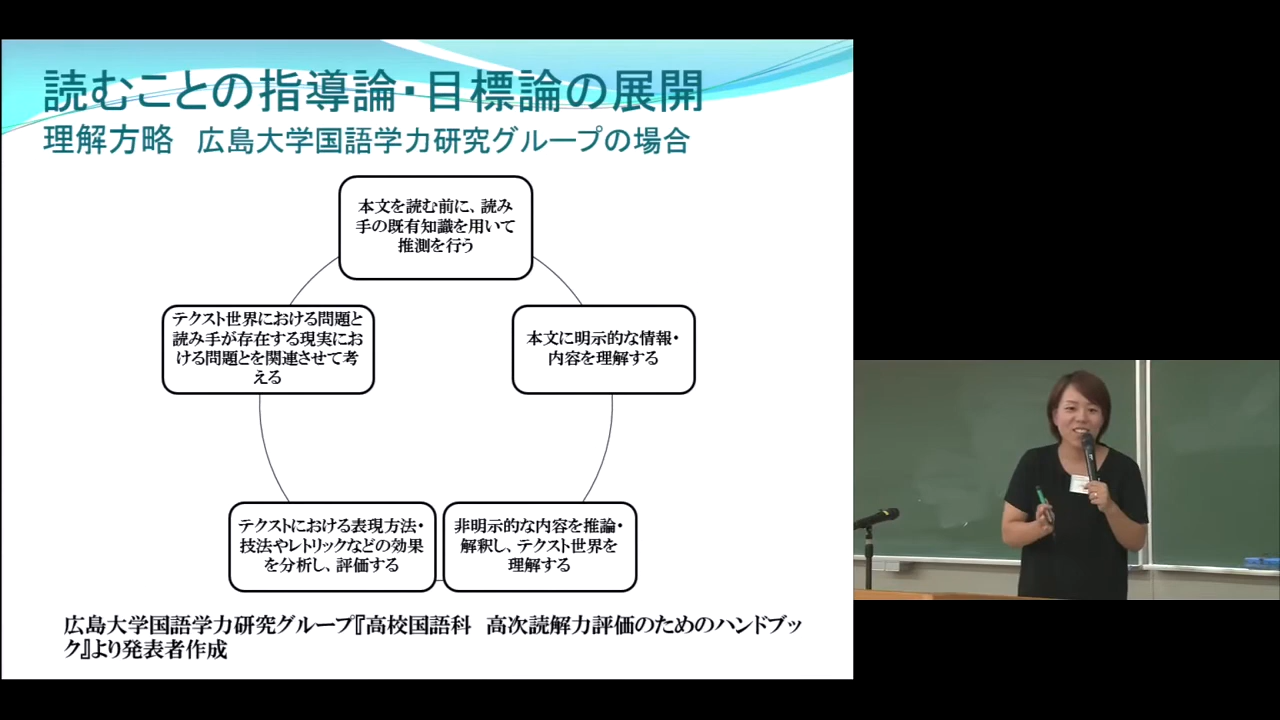 読むことの指導論・目標論の展開
理解方略　広島大学国語学力研究グループの場合
本文を読む前に、読み
手の既有知識を用いて
推測を行う
テクスト世界における問題と
読み手が存在する現実にお
ける問題とを関連させて考
える
本文に明示的な情報・
内容を理解する
テクストにおける表現方法・
技法やレトリックなどの効果
を分析し、評価する
非明示的な内容を推論・
解釈し、テクスト世界を
理解する
広島大学国語学力研究グループ『高校国語科　高次読解力評価のためのハンドブッ
ク』より発表者作成